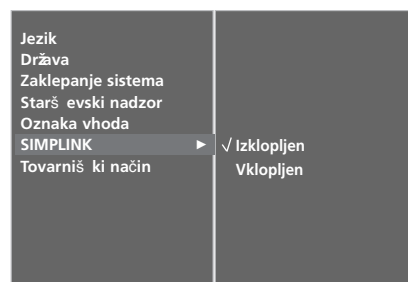 Jezik
Država
Zaklepanje sistema
Starš evski nadzor
Oznaka vhoda
SIMPLINK ►
Tovarniš ki način
√ Izklopljen
Vklopljen